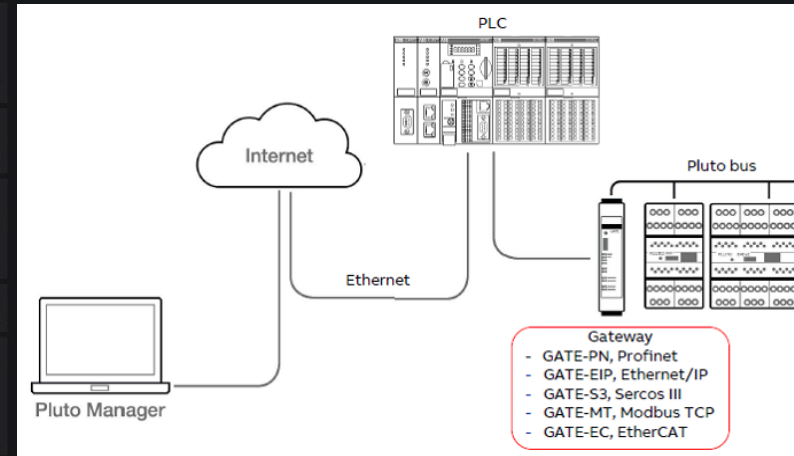 PLC
Internet
Pluto bus
Ethernet
Pluto Manager
Gateway
- GATE-PN, Profinet
- GATE-EIP, Ethernet/IP
- GATE-S3, Sercos III
- GATE-MT, Modbus TCP
- GATE-EC, EtherCAT